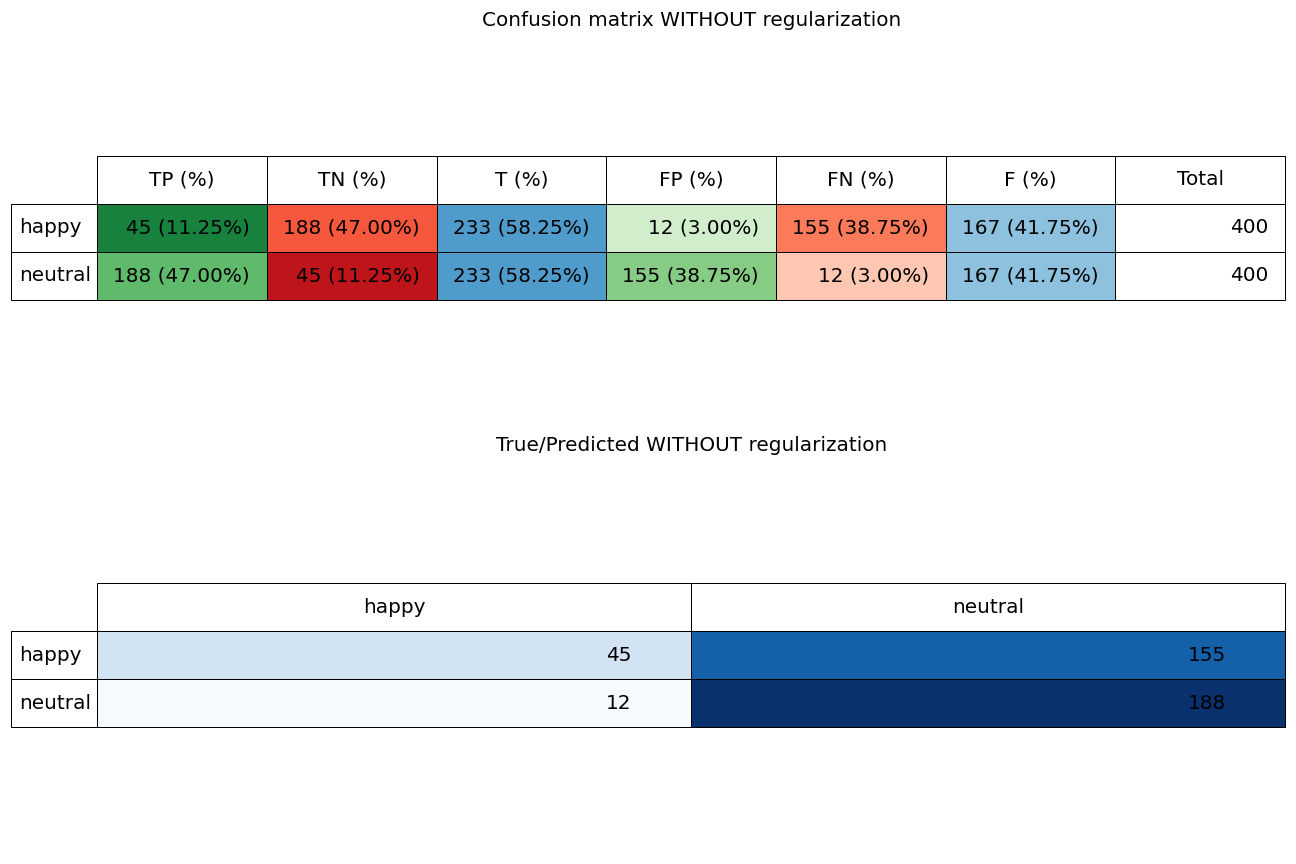 Confusion matrix WITHOUT regularization
TP (%) TN (%) T (%) FP (%) FN (%) F (%) Total
happy 45 (11.25%) 188 (47.00%) 233 (58.25%) 12 (3.00%) 155 (38.75%) 167 (41.75%) 400
neutral 188 (47.00%) 45 (11.25%) 233 (58.25%) 155 (38.75%) 12 (3.00%) 167 (41.75%) 400
True/Predicted WITHOUT regularization
happy neutral
happy 45 155
neutral 12 188